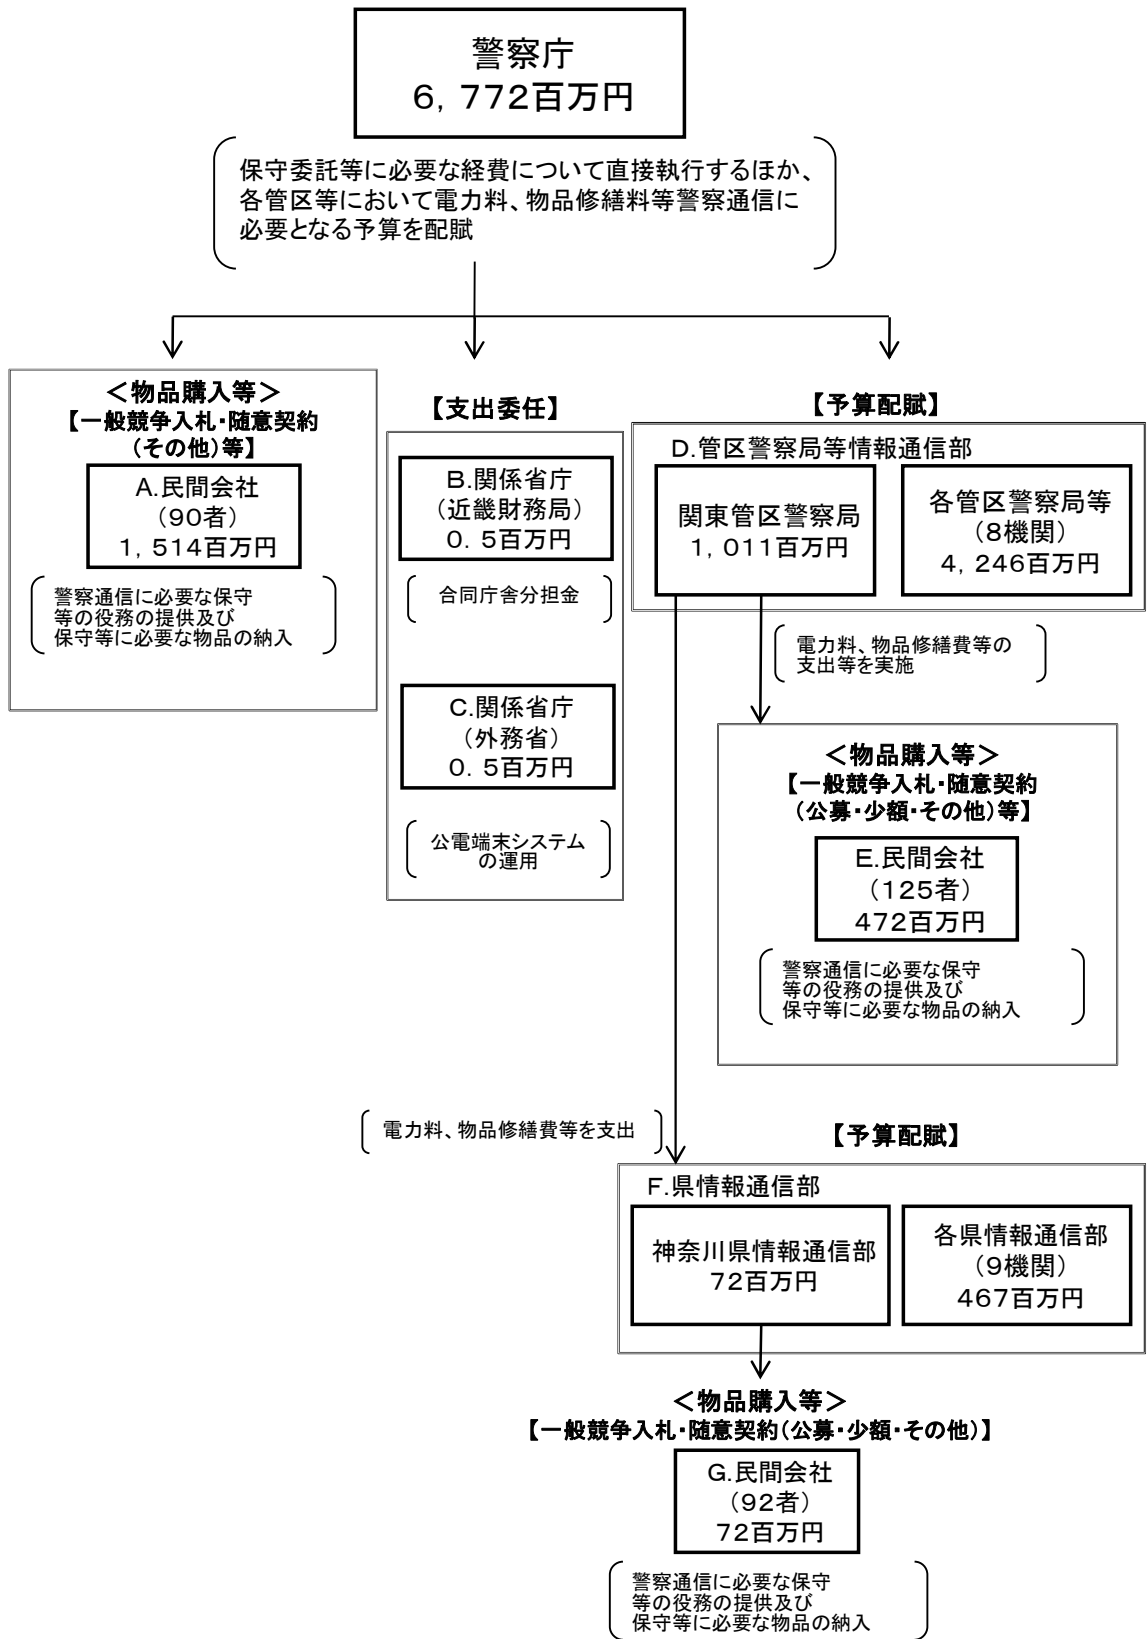 警察庁
６，７７２百万円
保守委託等に必要な経費について直接執行するほか、
各管区等において電力料、物品修繕料等警察通信に
必要となる予算を配賦
＜物品購入等＞
【一般競争入札・随意契約
（その他）等】
A.民間会社
（９０者）
１，５１４百万円
警察通信に必要な保守
等の役務の提供及び
保守等に必要な物品の納入
【支出委任】
B.関係省庁
（近畿財務局）
０．５百万円
合同庁舎分担金
C.関係省庁
（外務省）
０．５百万円
公電端末システム
の運用
【予算配賦】
D.管区警察局等情報通信部
関東管区警察局
１，０１１百万円
各管区警察局等
（８機関）
４，２４６百万円
電力料、物品修繕費等の
支出等を実施
＜物品購入等＞
【一般競争入札・随意契約
（公募・少額・その他）等】
E.民間会社
（１２５者）
４７２百万円
警察通信に必要な保守
等の役務の提供及び
保守等に必要な物品の納入
電力料、物品修繕費等を支出
【予算配賦】
F.県情報通信部
神奈川県情報通信部
７２百万円
各県情報通信部
（９機関）
４６７百万円
＜物品購入等＞
【一般競争入札・随意契約（公募・少額・その他）】
G.民間会社
（９２者）
７２百万円
警察通信に必要な保守
等の役務の提供及び
保守等に必要な物品の納入